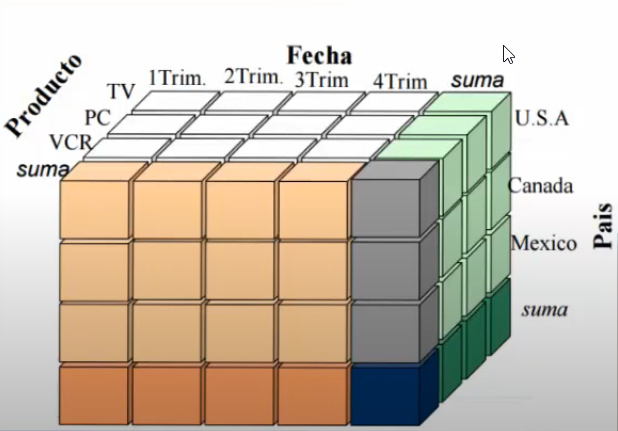 Fecha
Producto
1Trim. 2Trim. 3Trim 4Trim suma
TV
PC
VCR
suma
U.S.A
Canada
Mexico
suma
Pais